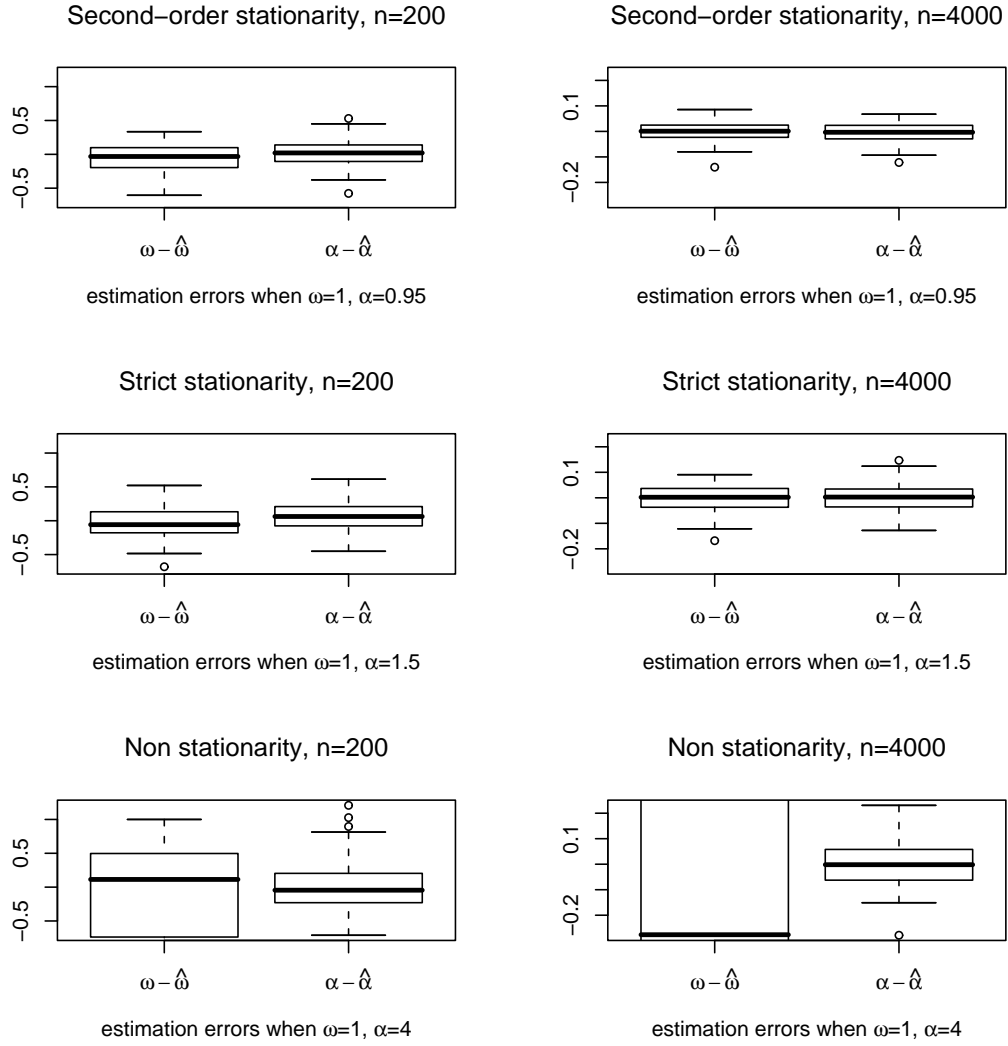 Second−order stationarity, n=200
0.5
−0.5
ω − ω̂
α − α̂
estimation errors when ω=1, α=0.95
Second−order stationarity, n=4000
0.1
−0.2
ω − ω̂
α − α̂
estimation errors when ω=1, α=0.95
Strict stationarity, n=200
0.5
−0.5
ω − ω̂
α − α̂
estimation errors when ω=1, α=1.5
Strict stationarity, n=4000
0.1
−0.2
ω − ω̂
α − α̂
estimation errors when ω=1, α=1.5
Non stationarity, n=200
0.5
−0.5
ω − ω̂
α − α̂
estimation errors when ω=1, α=4
Non stationarity, n=4000
0.1
−0.2
ω − ω̂
α − α̂
estimation errors when ω=1, α=4